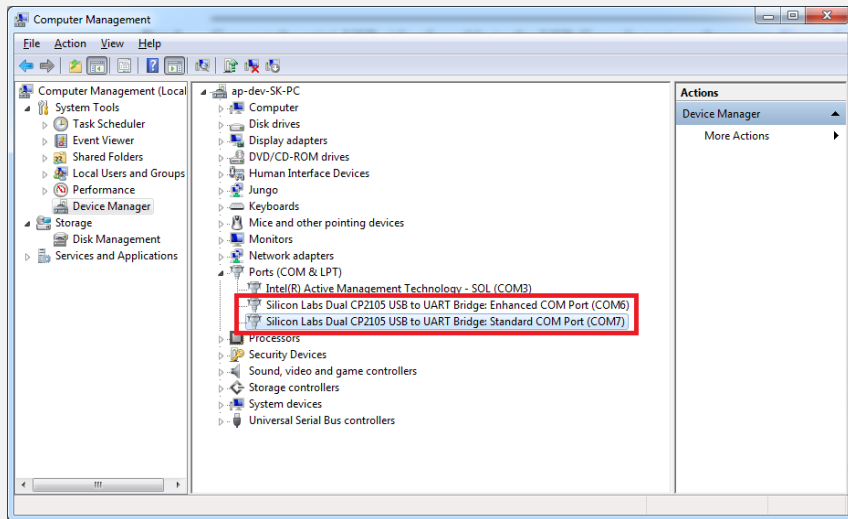 Computer Management
File Action View Help
Computer Management (Local
System Tools
Task Scheduler
Event Viewer
Shared Folders
Local Users and Groups
Performance
Device Manager
Storage
Disk Management
Services and Applications
ap-dev-SK-PC
Computer
Disk drives
Display adapters
DVD/CD-ROM drives
Human Interface Devices
Jungo
Keyboards
Mice and other pointing devices
Monitors
Network adapters
Ports (COM & LPT)
Intel(R) Active Management Technology - SOL (COM3)
Silicon Labs Dual CP2105 USB to UART Bridge: Enhanced COM Port (COM6)
Silicon Labs Dual CP2105 USB to UART Bridge: Standard COM Port (COM7)
Processors
Security Devices
Sound, video and game controllers
Storage controllers
System devices
Universal Serial Bus controllers
Actions
Device Manager
More Actions